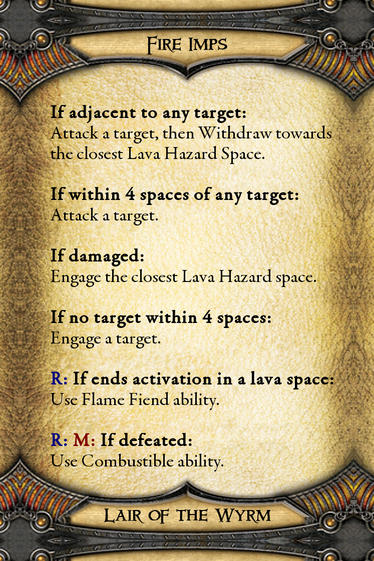 Fire Imps
If adjacent to any target:
Attack a target, then Withdraw towards
the closest Lava Hazard Space.
If within 4 spaces of any target:
Attack a target.
If damaged:
Engage the closest Lava Hazard space.
If no target within 4 spaces:
Engage a target.
R: If ends activation in a lava space:
Use Flame Fiend ability.
R: M: If defeated:
Use Combustible ability.
Lair of the Wyrm